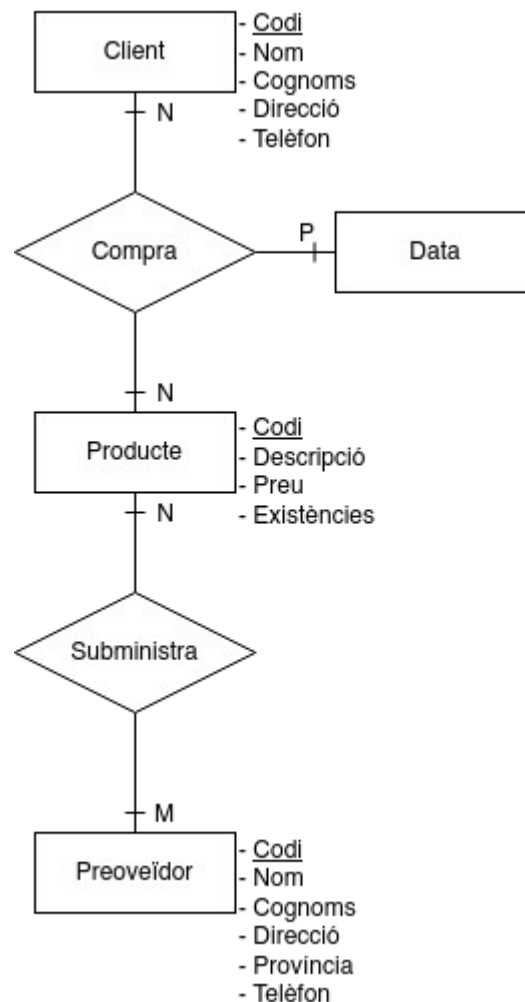 Client
- Codi
- Nom
- Cognoms
- Direcció
- Telèfon
N
Compra
P
Data
N
Producte
- Codi
- Descripció
- Preu
- Existències
N
Subministra
M
Preoveïdor
- Codi
- Nom
- Cognoms
- Direcció
- Província
- Telèfon